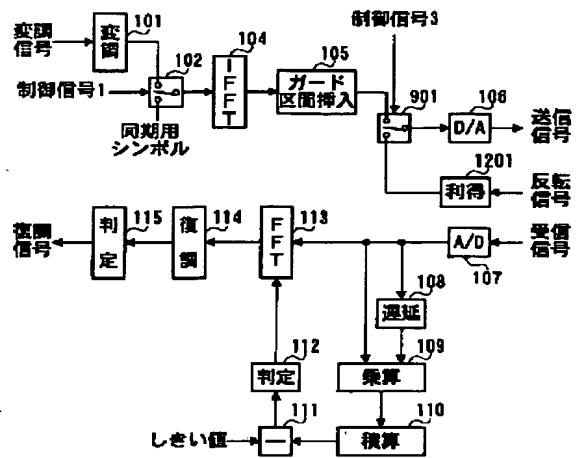 変調
信号
変調
101
制御信号1
102
同期用
シンボル
104
IFFT
105
ガード
区間挿入
制御信号3
901
106
D/A
送信
信号
1201
利得
反転
信号
復調
信号
115
判定
114
復調
113
FFT
A/D
107
受信
信号
108
遅延
112
判定
109
乗算
しきい値
111
—
110
積算